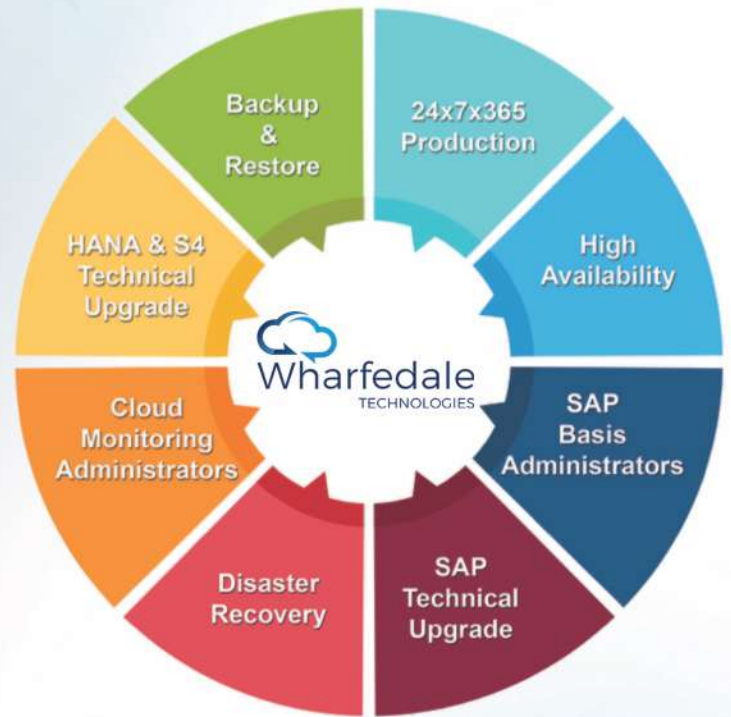 Backup
&
Restore
24x7x365
Production
High
Availability
SAP
Basis
Administrators
SAP
Technical
Upgrade
Disaster
Recovery
Cloud
Monitoring
Administrators
HANA & S4
Technical
Upgrade
Wharfedale
TECHNOLOGIES